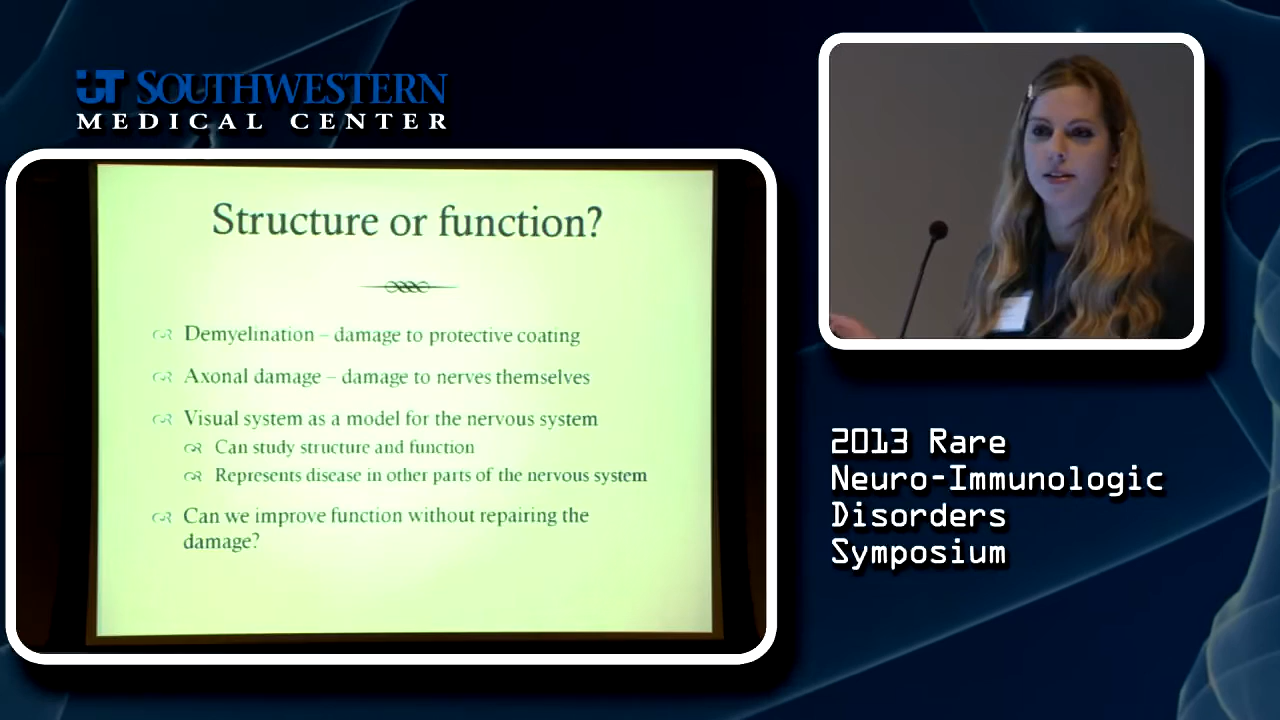 UT SOUTHWESTERN
MEDICAL CENTER
Structure or function?
Demyelination – damage to protective coating
Axonal damage – damage to nerves themselves
Visual system as a model for the nervous system
Can study structure and function
Represents disease in other parts of the nervous system
Can we improve function without repairing the
damage?
2013 Rare
Neuro-Immunologic
Disorders
Symposium